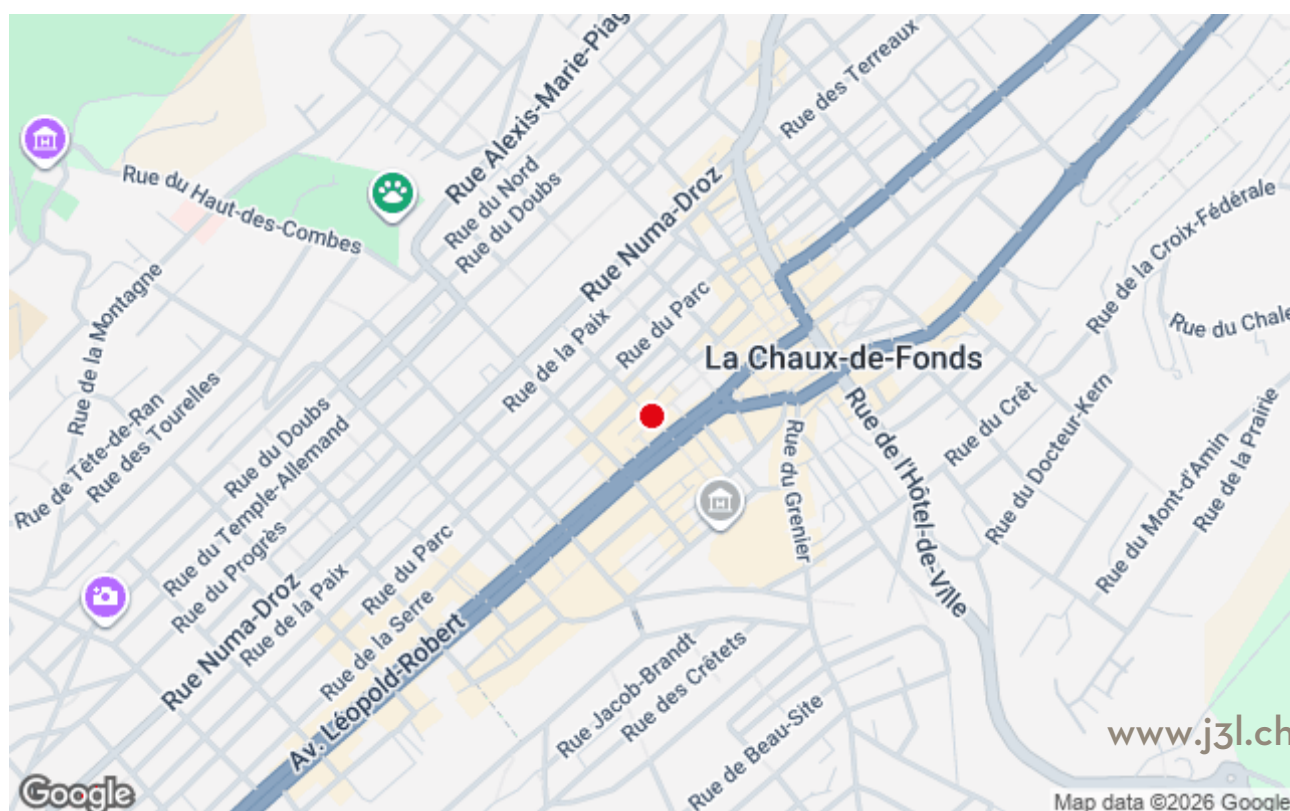 Rue Alexis-Marie-Piag
Rue des Terreaux
Rue du Haut-des-Combes
Rue du Nord
Rue du Doubs
Rue Numa-Droz
Rue de la Croix-Fédérale
Rue de la Montagne
Rue du Parc
Rue de la Paix
Rue du Chale
La Chaux-de-Fonds
Rue de Tête-de-Ran
Rue des Tourelles
Rue du Doubs
Rue du Temple-Allemand
Rue du Progrès
Rue du Crêt
Rue du Docteur-Kern
Rue de l'Hôtel-de-Ville
Rue du Grenier
Rue du Mont-d'Amin
Rue de la Prairie
Rue Numa-Droz
Rue de la Paix
Rue du Parc
Rue de la Serre
Av. Léopold-Robert
Rue Jacob-Brandt
Rue des Crêtets
Rue de Beau-Site
www.j3l.ch
Google
Map data ©2026 Google